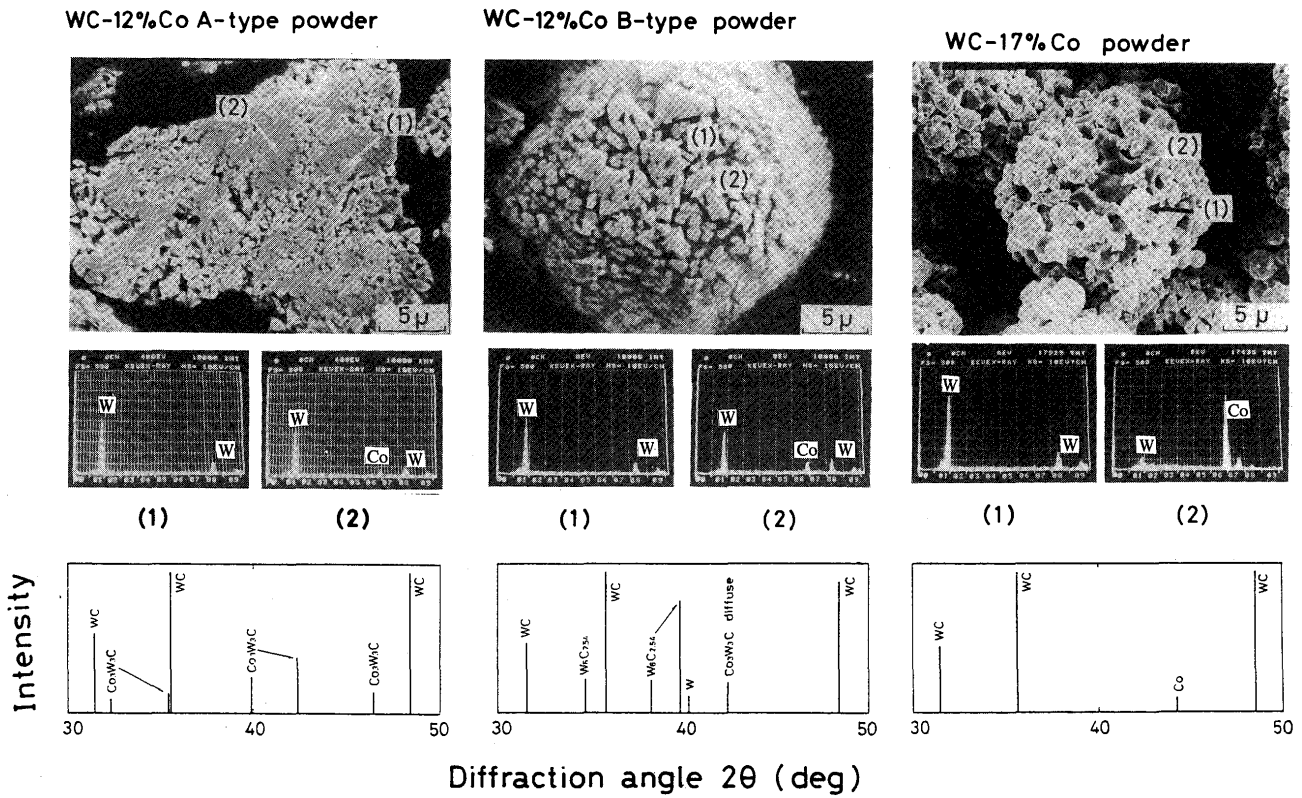 WC-12%Co A-type powder
WC-12%Co B-type powder
WC-17%Co powder
(2)
(1)
5μ
(1)
(2)
5μ
(2)
(1)
5μ
W
W
W
Co
W
W
W
W
Co
W
W
W
W
Co
(1)
(2)
(1)
(2)
(1)
(2)
Intensity
WC
Co₃W₃C
WC
Co₃W₃C
Co₃W₃C
WC
30
40
50
WC
W₆C₂.₅₄
WC
W₆C₂.₅₄
W
Co₃W₃C diffuse
WC
30
40
50
WC
WC
Co
WC
30
40
50
Diffraction angle 2θ (deg)